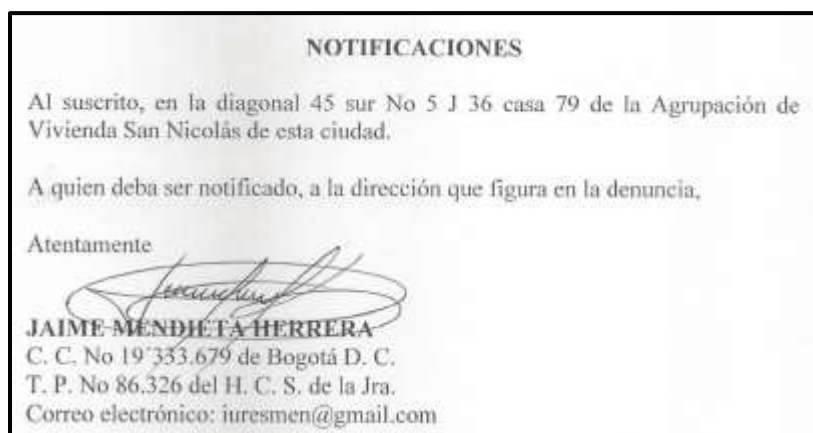 NOTIFICACIONES
Al suscrito, en la diagonal 45 sur No 5 J 36 casa 79 de la Agrupación de
Vivienda San Nicolás de esta ciudad.
A quien deba ser notificado, a la dirección que figura en la denuncia,
Atentamente
JAIME MENDIETA HERRERA
C. C. No 19´333.679 de Bogotá D. C.
T. P. No 86.326 del H. C. S. de la Jra.
Correo electrónico: iuresmen@gmail.com